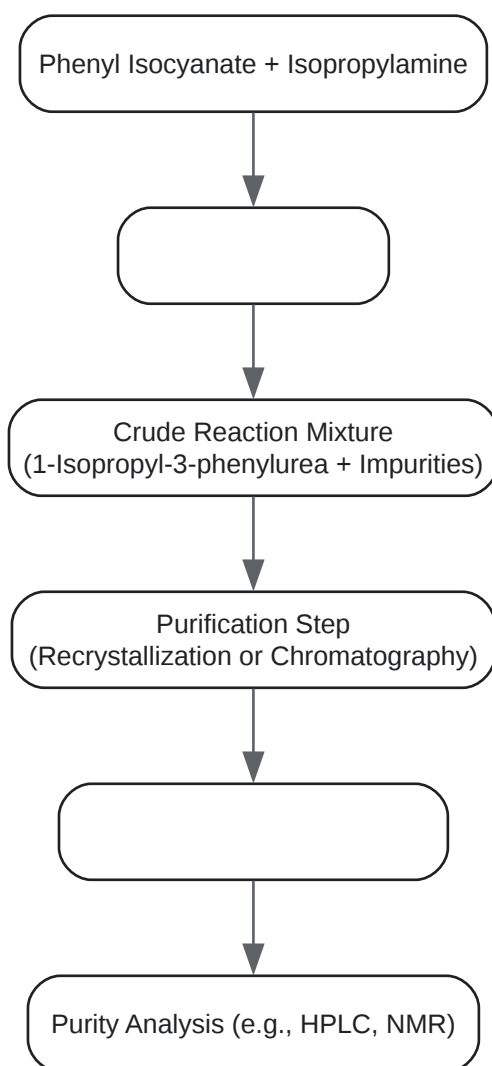 Phenyl Isocyanate + Isopropylamine
Crude Reaction Mixture
(1-Isopropyl-3-phenylurea + Impurities)
Purification Step
(Recrystallization or Chromatography)
Purity Analysis (e.g., HPLC, NMR)